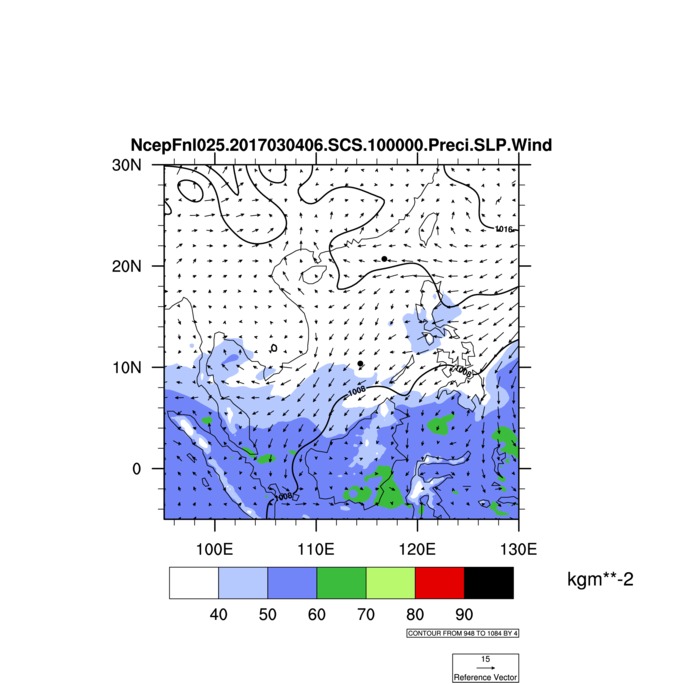 NcepFnl025.2017030406.SCS.100000.Preci.SLP.Wind
30N
1016
20N
10N
1008
1008
0
1008
100E
110E
120E
130E
kgm**-2
40
50
60
70
80
90
CONTOUR FROM 948 TO 1084 BY 4
15
Reference Vector